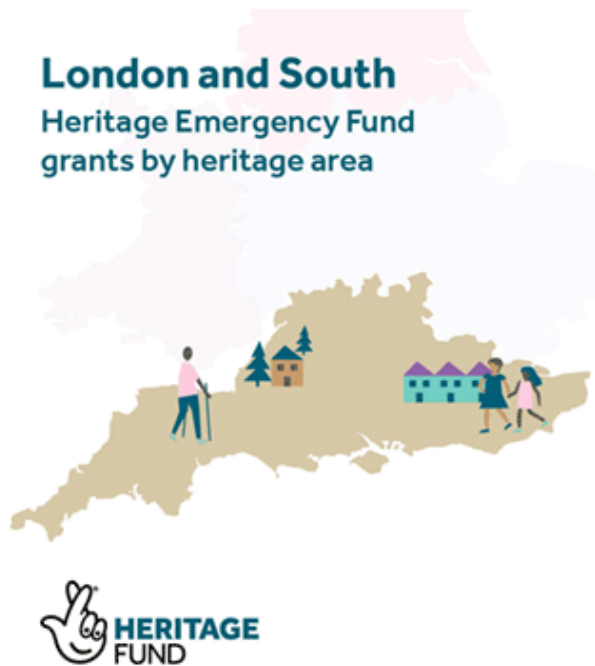 London and South
Heritage Emergency Fund
grants by heritage area
HERITAGE
FUND